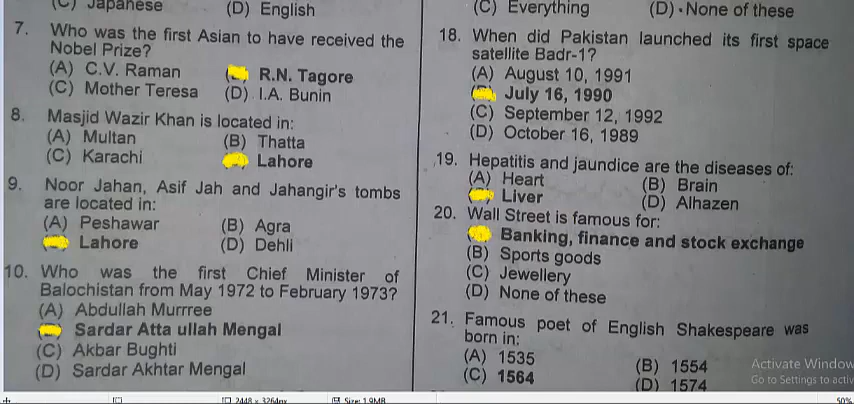 (C) Japanese (D) English
7. Who was the first Asian to have received the
Nobel Prize?
(A) C.V. Raman R.N. Tagore
(C) Mother Teresa (D) I.A. Bunin
8. Masjid Wazir Khan is located in:
(A) Multan (B) Thatta
(C) Karachi Lahore
9. Noor Jahan, Asif Jah and Jahangir's tombs
are located in:
(A) Peshawar (B) Agra
Lahore (D) Dehli
10. Who was the first Chief Minister of
Balochistan from May 1972 to February 1973?
(A) Abdullah Murrree
Sardar Atta ullah Mengal
(C) Akbar Bughti
(D) Sardar Akhtar Mengal
(C) Everything (D) None of these
18. When did Pakistan launched its first space
satellite Badr-1?
(A) August 10, 1991
July 16, 1990
(C) September 12, 1992
(D) October 16, 1989
19. Hepatitis and jaundice are the diseases of:
(A) Heart (B) Brain
Liver (D) Alhazen
20. Wall Street is famous for:
Banking, finance and stock exchange
(B) Sports goods
(C) Jewellery
(D) None of these
21. Famous poet of English Shakespeare was
born in:
(A) 1535 (B) 1554
(C) 1564 (D) 1574
Activate Window
Go to Settings to activ
2448 × 3264px Size: 1.9MB 50%